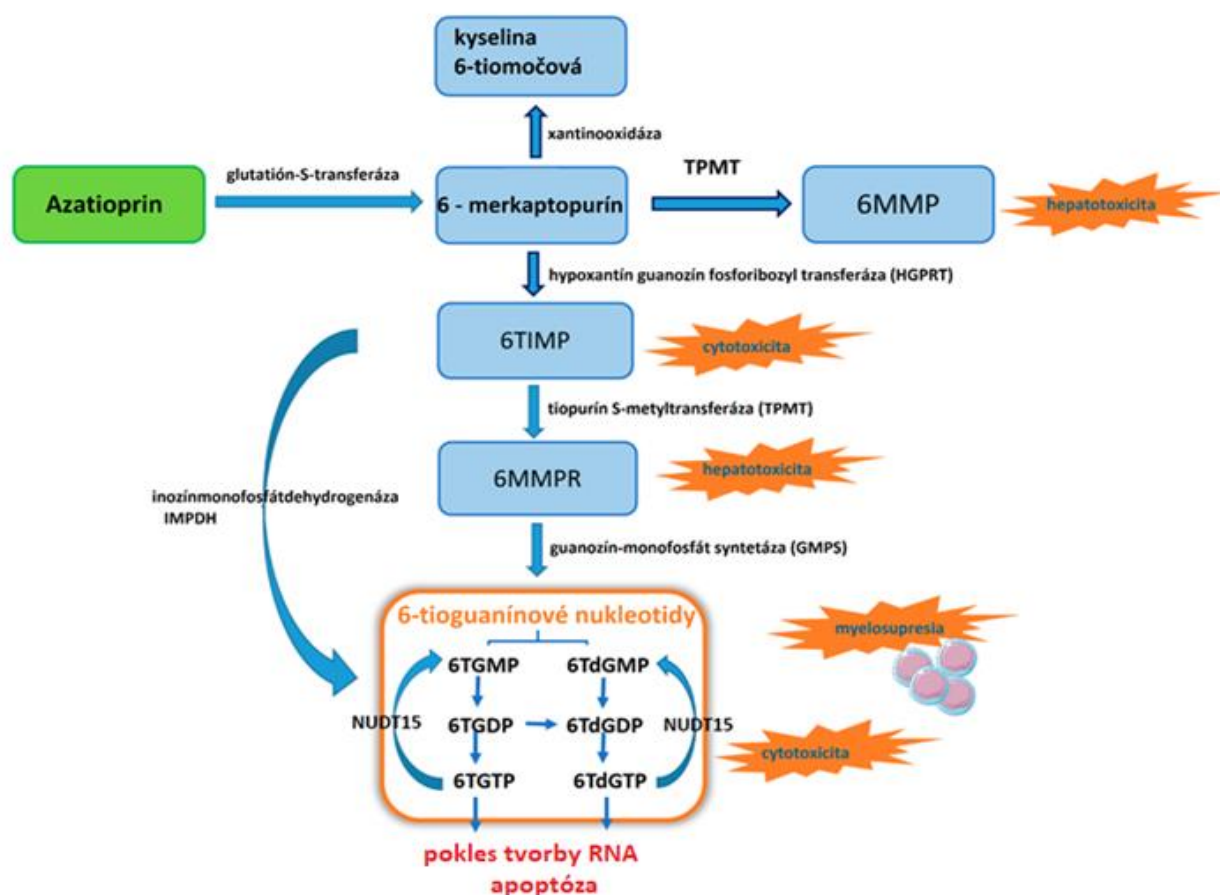 kyselina
6-tiomočová
xantinooxidáza
Azatioprin
glutatión-S-transferáza
6 - merkaptopurín
TPMT
6MMP
hepatotoxicita
hypoxantín guanozín fosforibozyl transferáza (HGPRT)
6TIMP
cytotoxicita
tiopurín S-metyltransferáza (TPMT)
6MMPR
hepatotoxicita
inozínmonofosfátdehydrogenáza
IMPDH
guanozín-monofosfát syntetáza (GMPS)
6-tioguanínové nukleotidy
myelosupresia
6TGMP 6TdGMP
NUDT15 6TGDP 6TdGDP NUDT15
cytotoxicita
6TGTP 6TdGTP
pokles tvorby RNA
apoptóza